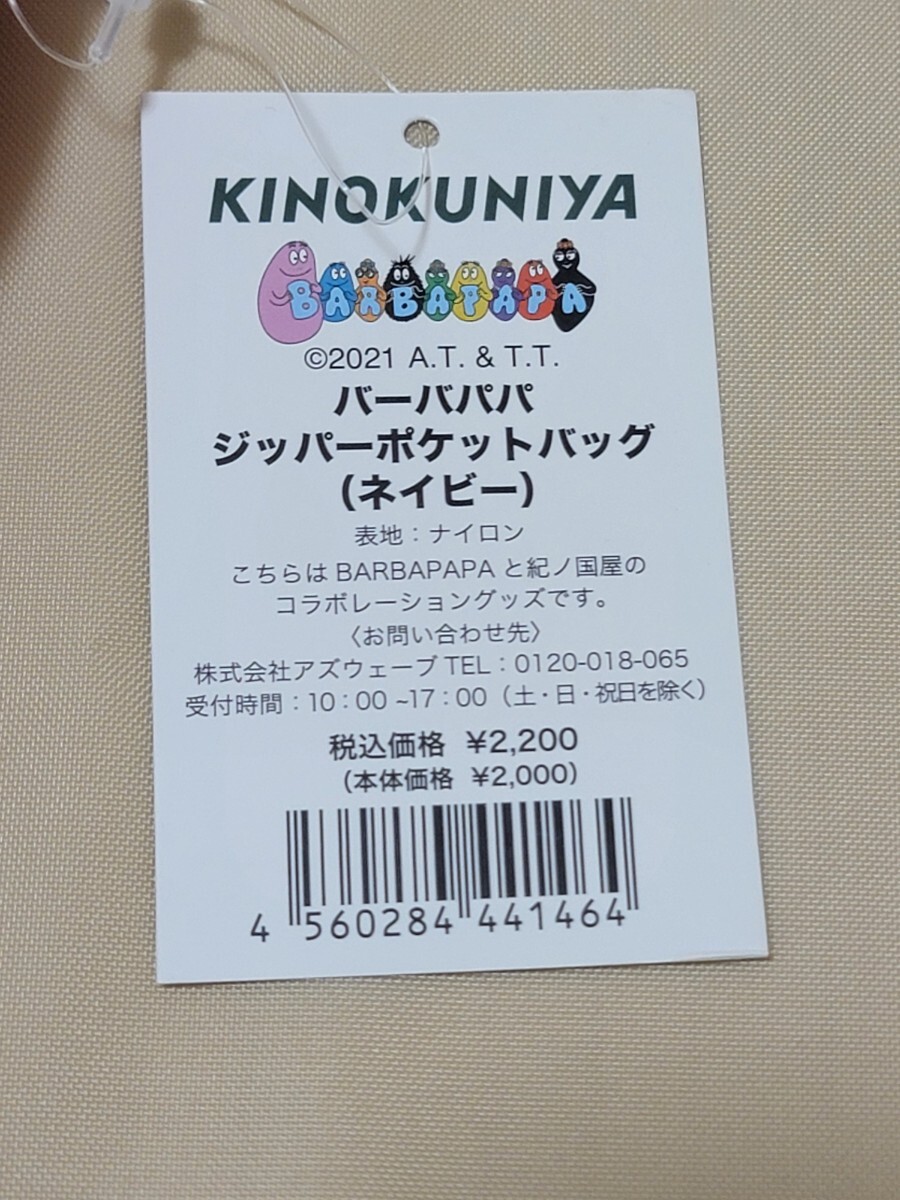 KINOKUNIYA
BARBAPAPA
©2021 A.T. & T.T.
バーバパパ
ジッパーポケットバッグ
（ネイビー）
表地：ナイロン
こちらは BARBAPAPA と紀ノ国屋の
コラボレーショングッズです。
〈お問い合わせ先〉
株式会社アズウェーブ TEL：0120-018-065
受付時間：10：00 ~17：00（土・日・祝日を除く）
税込価格 ¥2,200
（本体価格 ¥2,000）
4 560284 441464